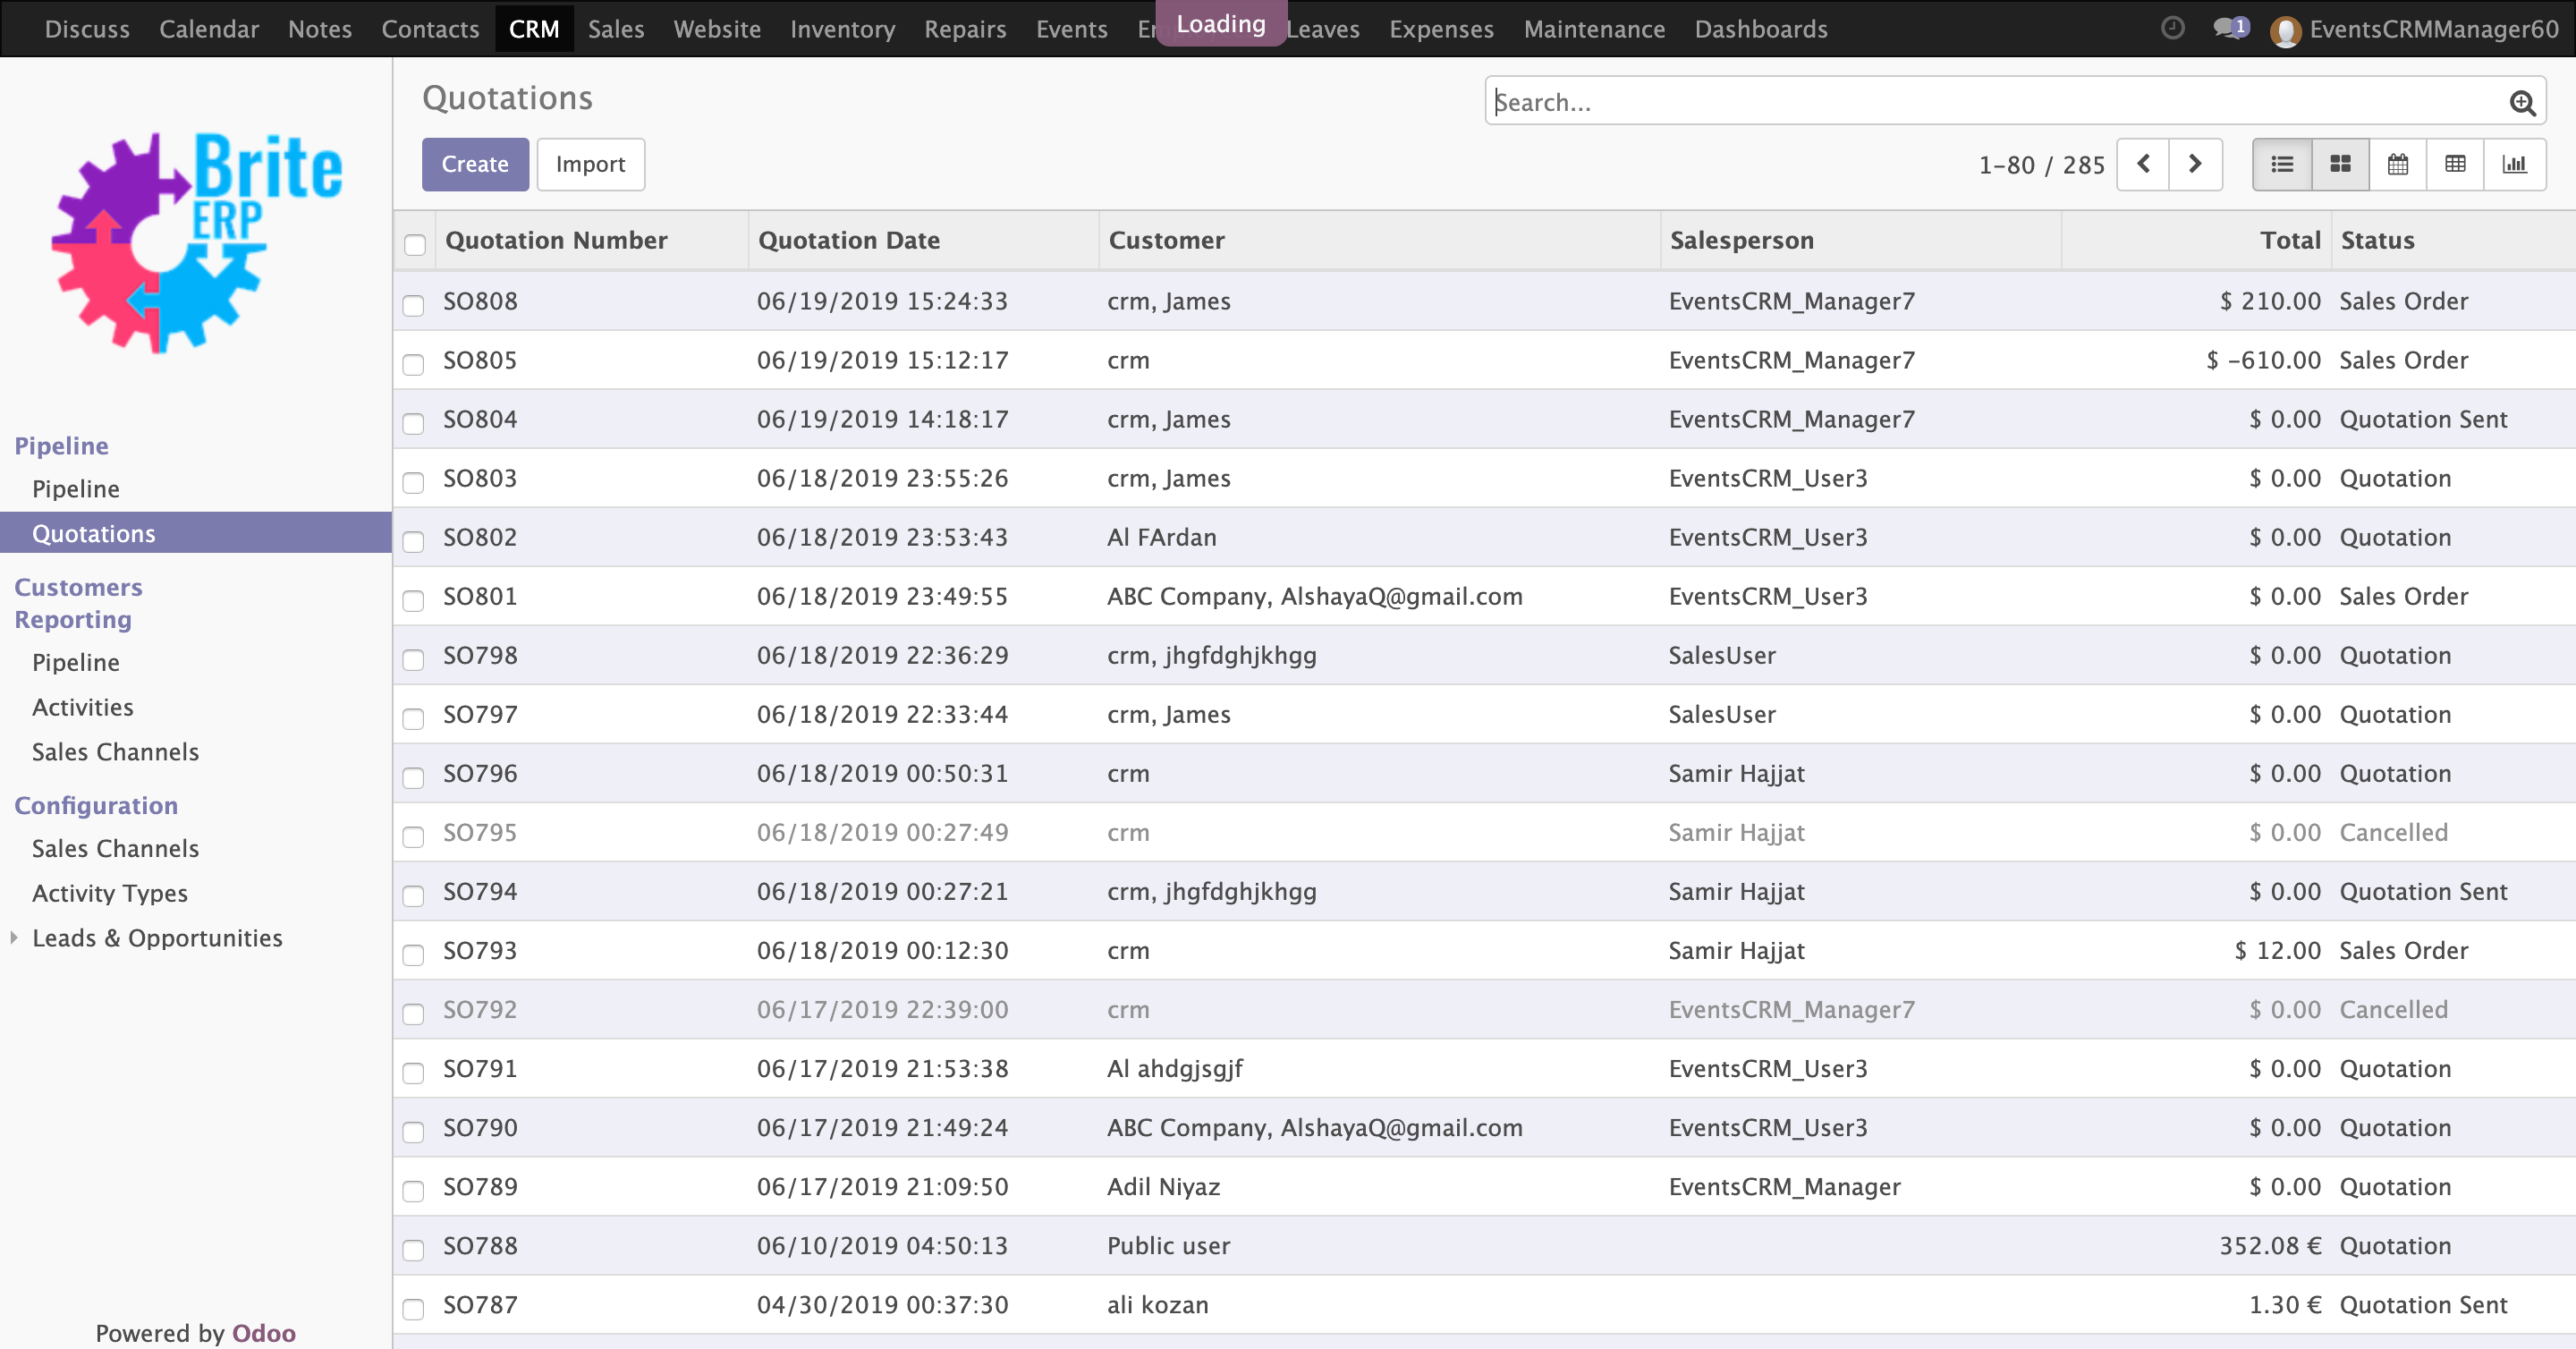 Discuss Calendar Notes Contacts CRM Sales Website Inventory Repairs Events Loading Leaves Expenses Maintenance Dashboards 1 EventsCRMManager60
Brite
ERP
Pipeline
Pipeline
Quotations
Customers
Reporting
Pipeline
Activities
Sales Channels
Configuration
Sales Channels
Activity Types
Leads & Opportunities
Powered by Odoo
Quotations
Search...
Create Import
1-80 / 285
Quotation Number Quotation Date Customer Salesperson Total Status
SO808 06/19/2019 15:24:33 crm, James EventsCRM_Manager7 $ 210.00 Sales Order
SO805 06/19/2019 15:12:17 crm EventsCRM_Manager7 $ -610.00 Sales Order
SO804 06/19/2019 14:18:17 crm, James EventsCRM_Manager7 $ 0.00 Quotation Sent
SO803 06/18/2019 23:55:26 crm, James EventsCRM_User3 $ 0.00 Quotation
SO802 06/18/2019 23:53:43 Al FArdan EventsCRM_User3 $ 0.00 Quotation
SO801 06/18/2019 23:49:55 ABC Company, AlshayaQ@gmail.com EventsCRM_User3 $ 0.00 Sales Order
SO798 06/18/2019 22:36:29 crm, jhgfdghjkhgg SalesUser $ 0.00 Quotation
SO797 06/18/2019 22:33:44 crm, James SalesUser $ 0.00 Quotation
SO796 06/18/2019 00:50:31 crm Samir Hajjat $ 0.00 Quotation
SO795 06/18/2019 00:27:49 crm Samir Hajjat $ 0.00 Cancelled
SO794 06/18/2019 00:27:21 crm, jhgfdghjkhgg Samir Hajjat $ 0.00 Quotation Sent
SO793 06/18/2019 00:12:30 crm Samir Hajjat $ 12.00 Sales Order
SO792 06/17/2019 22:39:00 crm EventsCRM_Manager7 $ 0.00 Cancelled
SO791 06/17/2019 21:53:38 Al ahdgjsgjf EventsCRM_User3 $ 0.00 Quotation
SO790 06/17/2019 21:49:24 ABC Company, AlshayaQ@gmail.com EventsCRM_User3 $ 0.00 Quotation
SO789 06/17/2019 21:09:50 Adil Niyaz EventsCRM_Manager $ 0.00 Quotation
SO788 06/10/2019 04:50:13 Public user 352.08 € Quotation
SO787 04/30/2019 00:37:30 ali kozan 1.30 € Quotation Sent